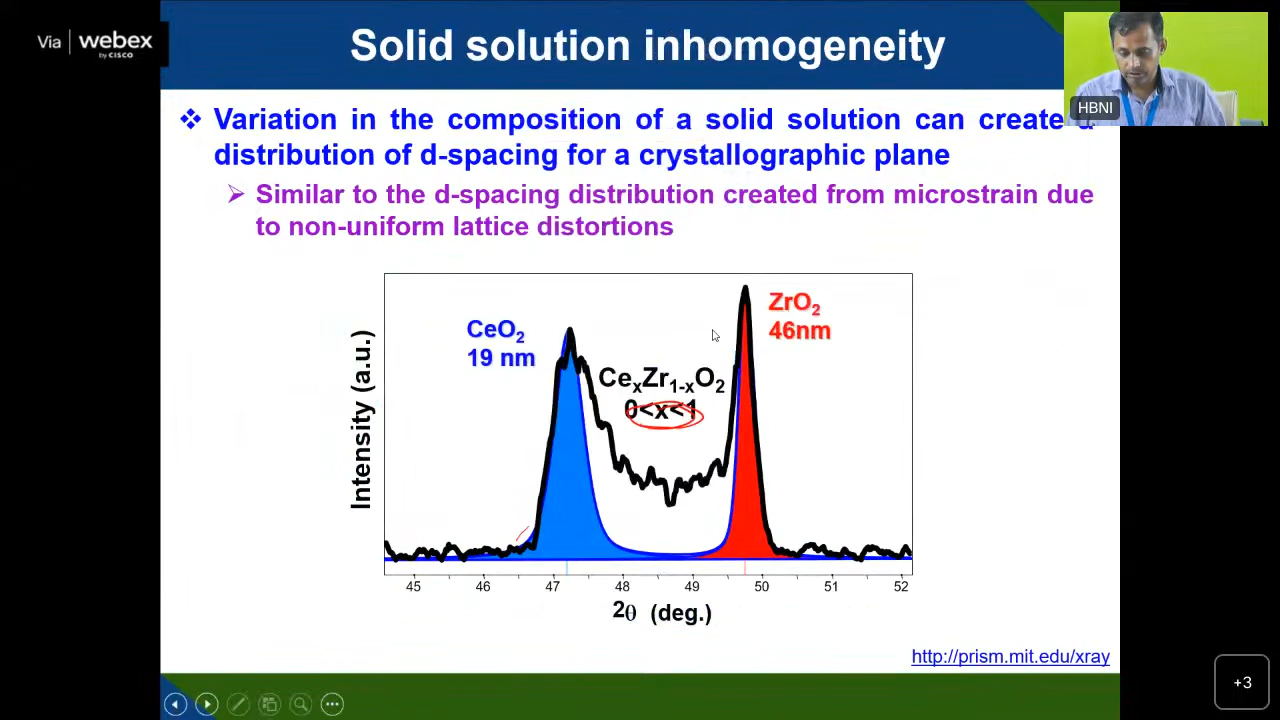 Via | webex
by CISCO
Solid solution inhomogeneity
HBNI
❖ Variation in the composition of a solid solution can create a
distribution of d-spacing for a crystallographic plane
➢ Similar to the d-spacing distribution created from microstrain due
to non-uniform lattice distortions
CeO₂
19 nm
CeₓZr₁₋ₓO₂
0<x<1
ZrO₂
46nm
Intensity (a.u.)
45 46 47 48 49 50 51 52
2θ (deg.)
http://prism.mit.edu/xray
+3